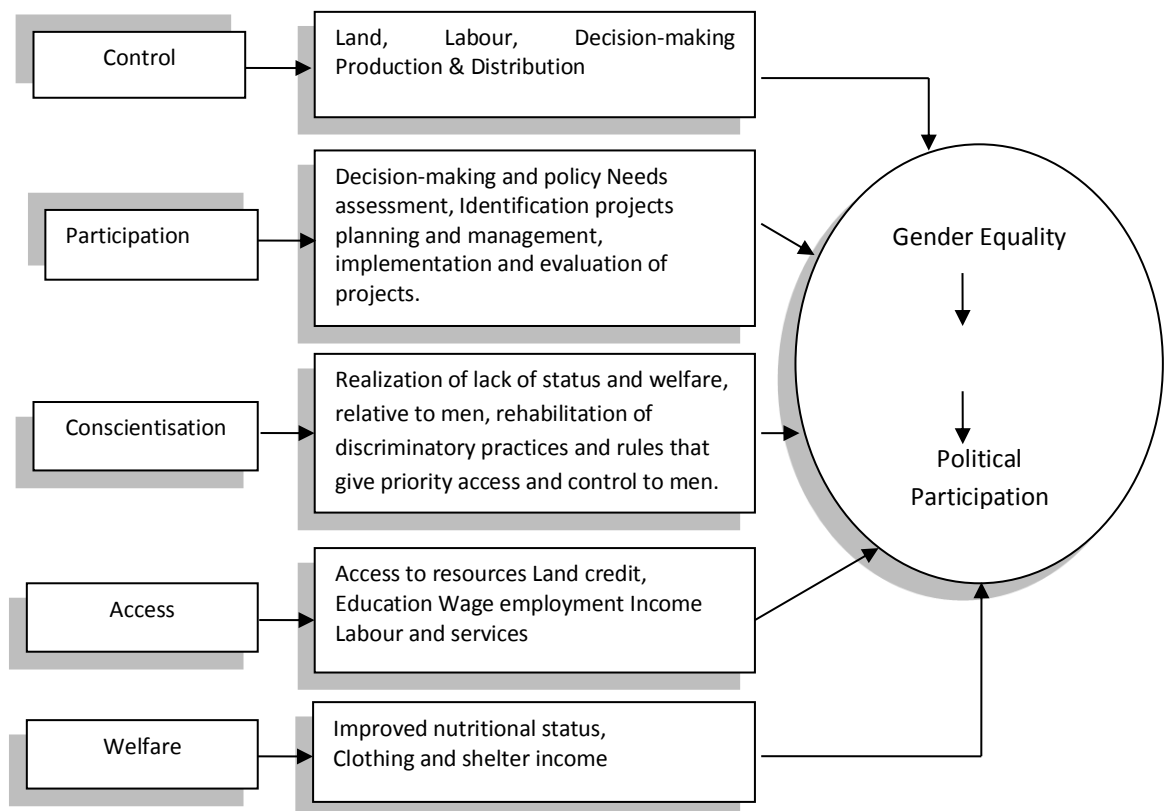 Control
Land, Labour, Decision-making
Production & Distribution
Participation
Decision-making and policy Needs
assessment, Identification projects
planning and management,
implementation and evaluation of
projects.
Conscientisation
Realization of lack of status and welfare,
relative to men, rehabilitation of
discriminatory practices and rules that
give priority access and control to men.
Access
Access to resources Land credit,
Education Wage employment Income
Labour and services
Welfare
Improved nutritional status,
Clothing and shelter income
Gender Equality
Political
Participation